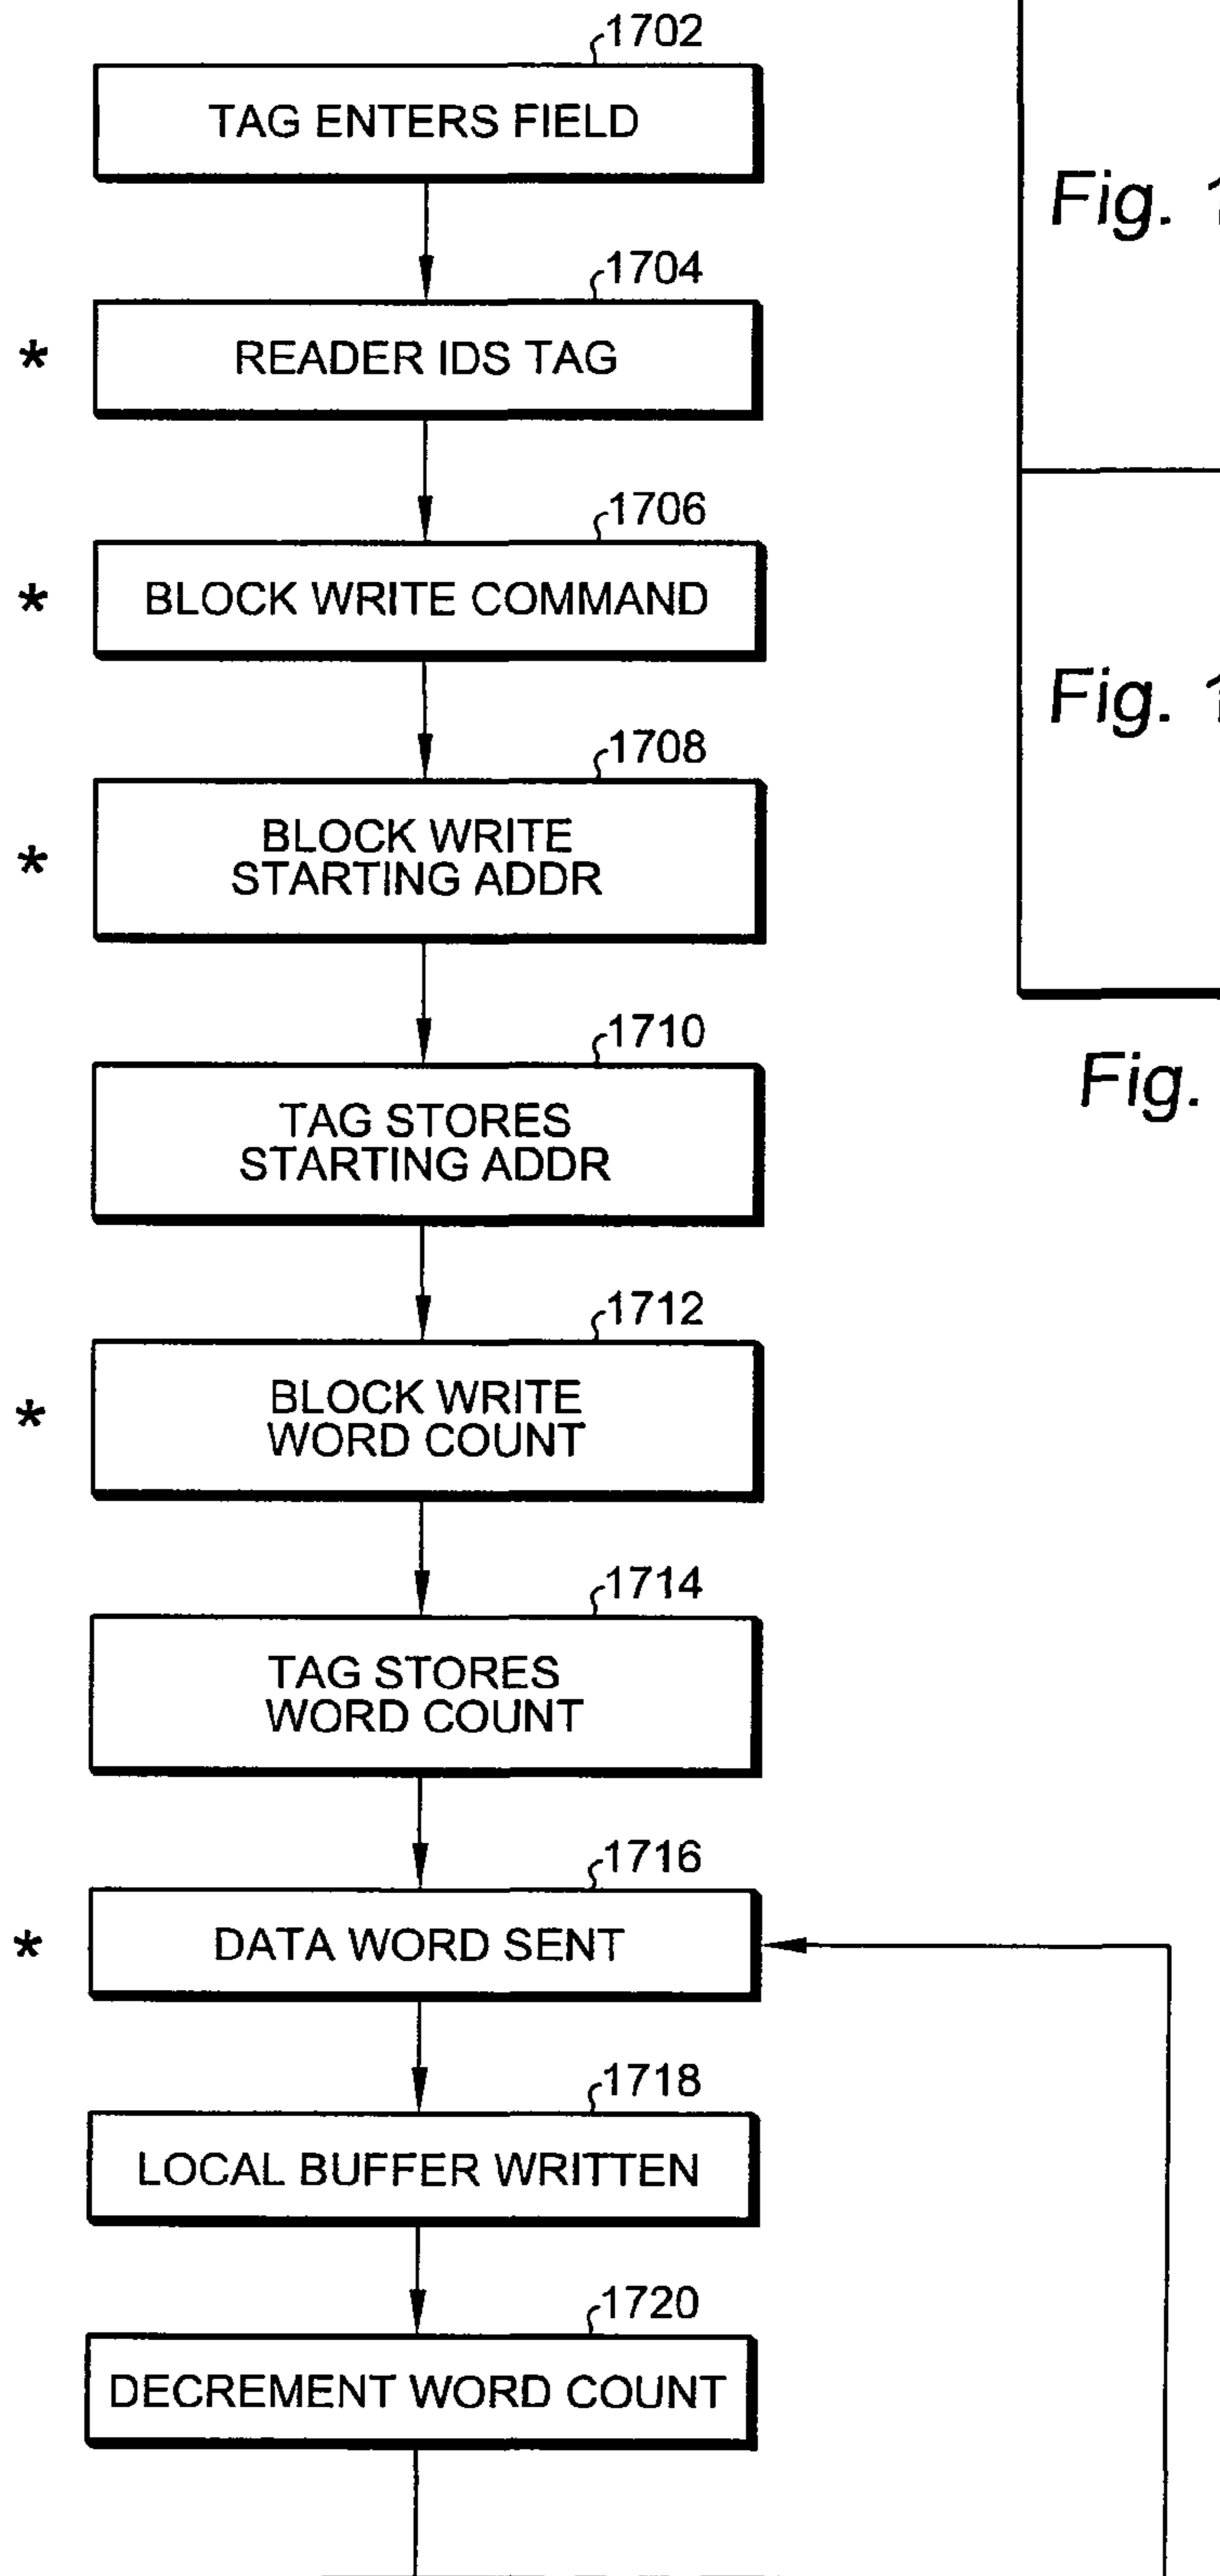 1702
TAG ENTERS FIELD
1704
* READER IDS TAG
1706
* BLOCK WRITE COMMAND
1708
* BLOCK WRITE
STARTING ADDR
1710
TAG STORES
STARTING ADDR
1712
* BLOCK WRITE
WORD COUNT
1714
TAG STORES
WORD COUNT
1716
* DATA WORD SENT
1718
LOCAL BUFFER WRITTEN
1720
DECREMENT WORD COUNT
Fig.
Fig.
Fig.